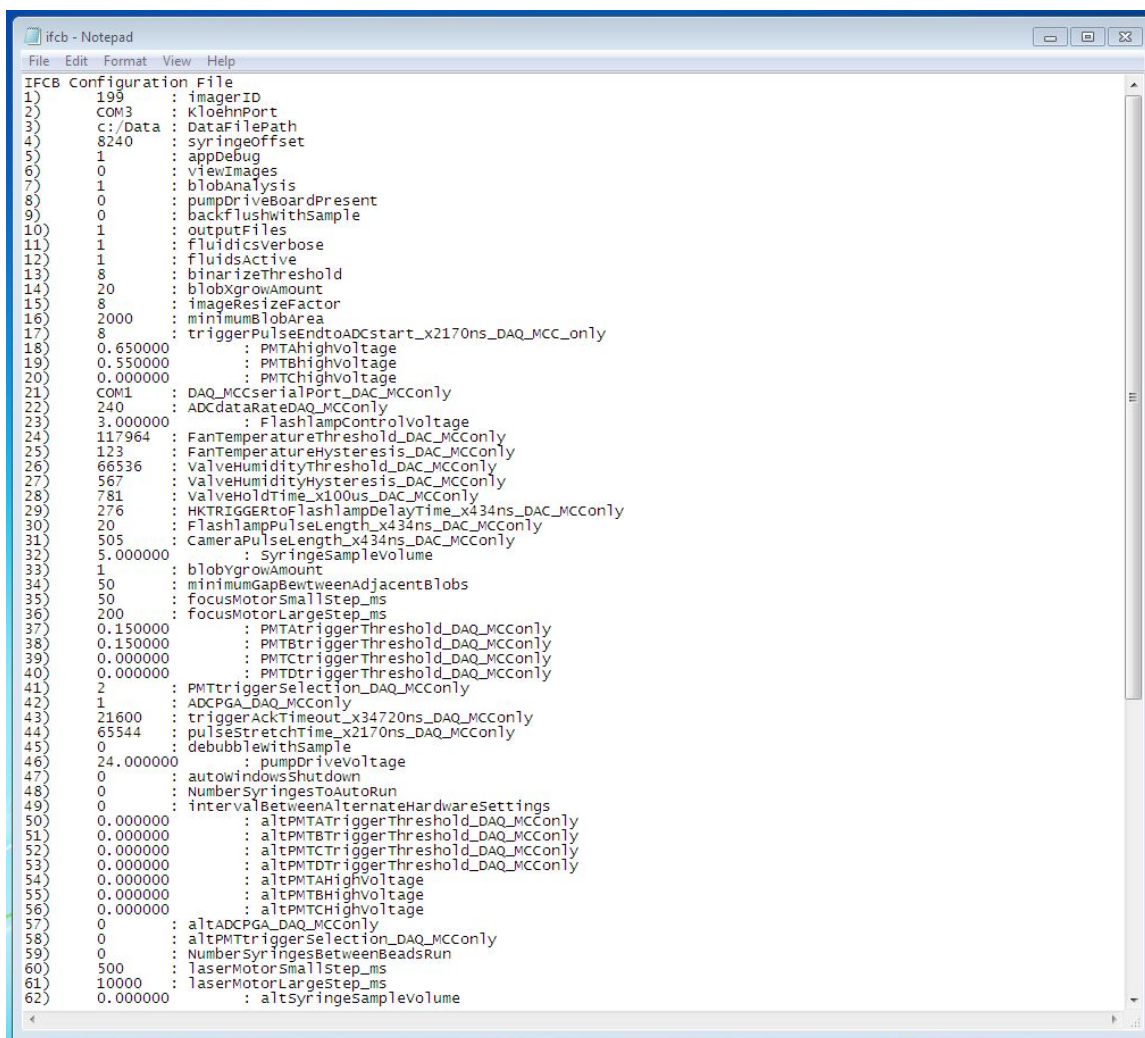 ifcb - Notepad
File Edit Format View Help
IFCB Configuration File
1) 199 : imagerID
2) COM3 : KloehnPort
3) c:/Data : DataFilePath
4) 8240 : syringeOffset
5) 1 : appDebug
6) 0 : viewImages
7) 1 : blobAnalysis
8) 0 : pumpDriveBoardPresent
9) 0 : backflushWithSample
10) 1 : outputFiles
11) 1 : fluidicsVerbose
12) 1 : fluidsActive
13) 8 : binarizeThreshold
14) 20 : blobXgrowAmount
15) 8 : imageResizeFactor
16) 2000 : minimumBlobArea
17) 8 : triggerPulseEndtoADCstart_x2170ns_DAQ_MCC_only
18) 0.650000 : PMTAhighVoltage
19) 0.550000 : PMTBhighVoltage
20) 0.000000 : PMTChighVoltage
21) COM1 : DAQ_MCCserialPort_DAC_MCConly
22) 240 : ADCdataRateDAQ_MCConly
23) 3.000000 : FlashlampControlVoltage
24) 117964 : FanTemperatureThreshold_DAC_MCConly
25) 123 : FanTemperatureHysteresis_DAC_MCConly
26) 66536 : ValveHumidityThreshold_DAC_MCConly
27) 567 : ValveHumidityHysteresis_DAC_MCConly
28) 781 : ValveHoldTime_x100us_DAC_MCConly
29) 276 : HKTRIGGERtoFlashlampDelayTime_x434ns_DAC_MCConly
30) 20 : FlashlampPulseLength_x434ns_DAC_MCConly
31) 505 : CameraPulseLength_x434ns_DAC_MCConly
32) 5.000000 : SyringeSampleVolume
33) 1 : blobYgrowAmount
34) 50 : minimumGapBewtweenAdjacentBlobs
35) 50 : focusMotorSmallStep_ms
36) 200 : focusMotorLargeStep_ms
37) 0.150000 : PMTAtriggerThreshold_DAQ_MCConly
38) 0.150000 : PMTBtriggerThreshold_DAQ_MCConly
39) 0.000000 : PMTCtriggerThreshold_DAQ_MCConly
40) 0.000000 : PMTDtriggerThreshold_DAQ_MCConly
41) 2 : PMTtriggerSelection_DAQ_MCConly
42) 1 : ADCPGA_DAQ_MCConly
43) 21600 : triggerAckTimeout_x34720ns_DAQ_MCConly
44) 65544 : pulseStretchTime_x2170ns_DAQ_MCConly
45) 0 : debubbleWithSample
46) 24.000000 : pumpDriveVoltage
47) 0 : autoWindowsShutdown
48) 0 : NumberSyringesToAutoRun
49) 0 : intervalBetweenAlternateHardwareSettings
50) 0.000000 : altPMTATriggerThreshold_DAQ_MCConly
51) 0.000000 : altPMTBTriggerThreshold_DAQ_MCConly
52) 0.000000 : altPMTCTriggerThreshold_DAQ_MCConly
53) 0.000000 : altPMTDTriggerThreshold_DAQ_MCConly
54) 0.000000 : altPMTAHighVoltage
55) 0.000000 : altPMTBHighVoltage
56) 0.000000 : altPMTCHighVoltage
57) 0 : altADCPGA_DAQ_MCConly
58) 0 : altPMTtriggerSelection_DAQ_MCConly
59) 0 : NumberSyringesBetweenBeadsRun
60) 500 : laserMotorSmallStep_ms
61) 10000 : laserMotorLargeStep_ms
62) 0.000000 : altSyringeSampleVolume